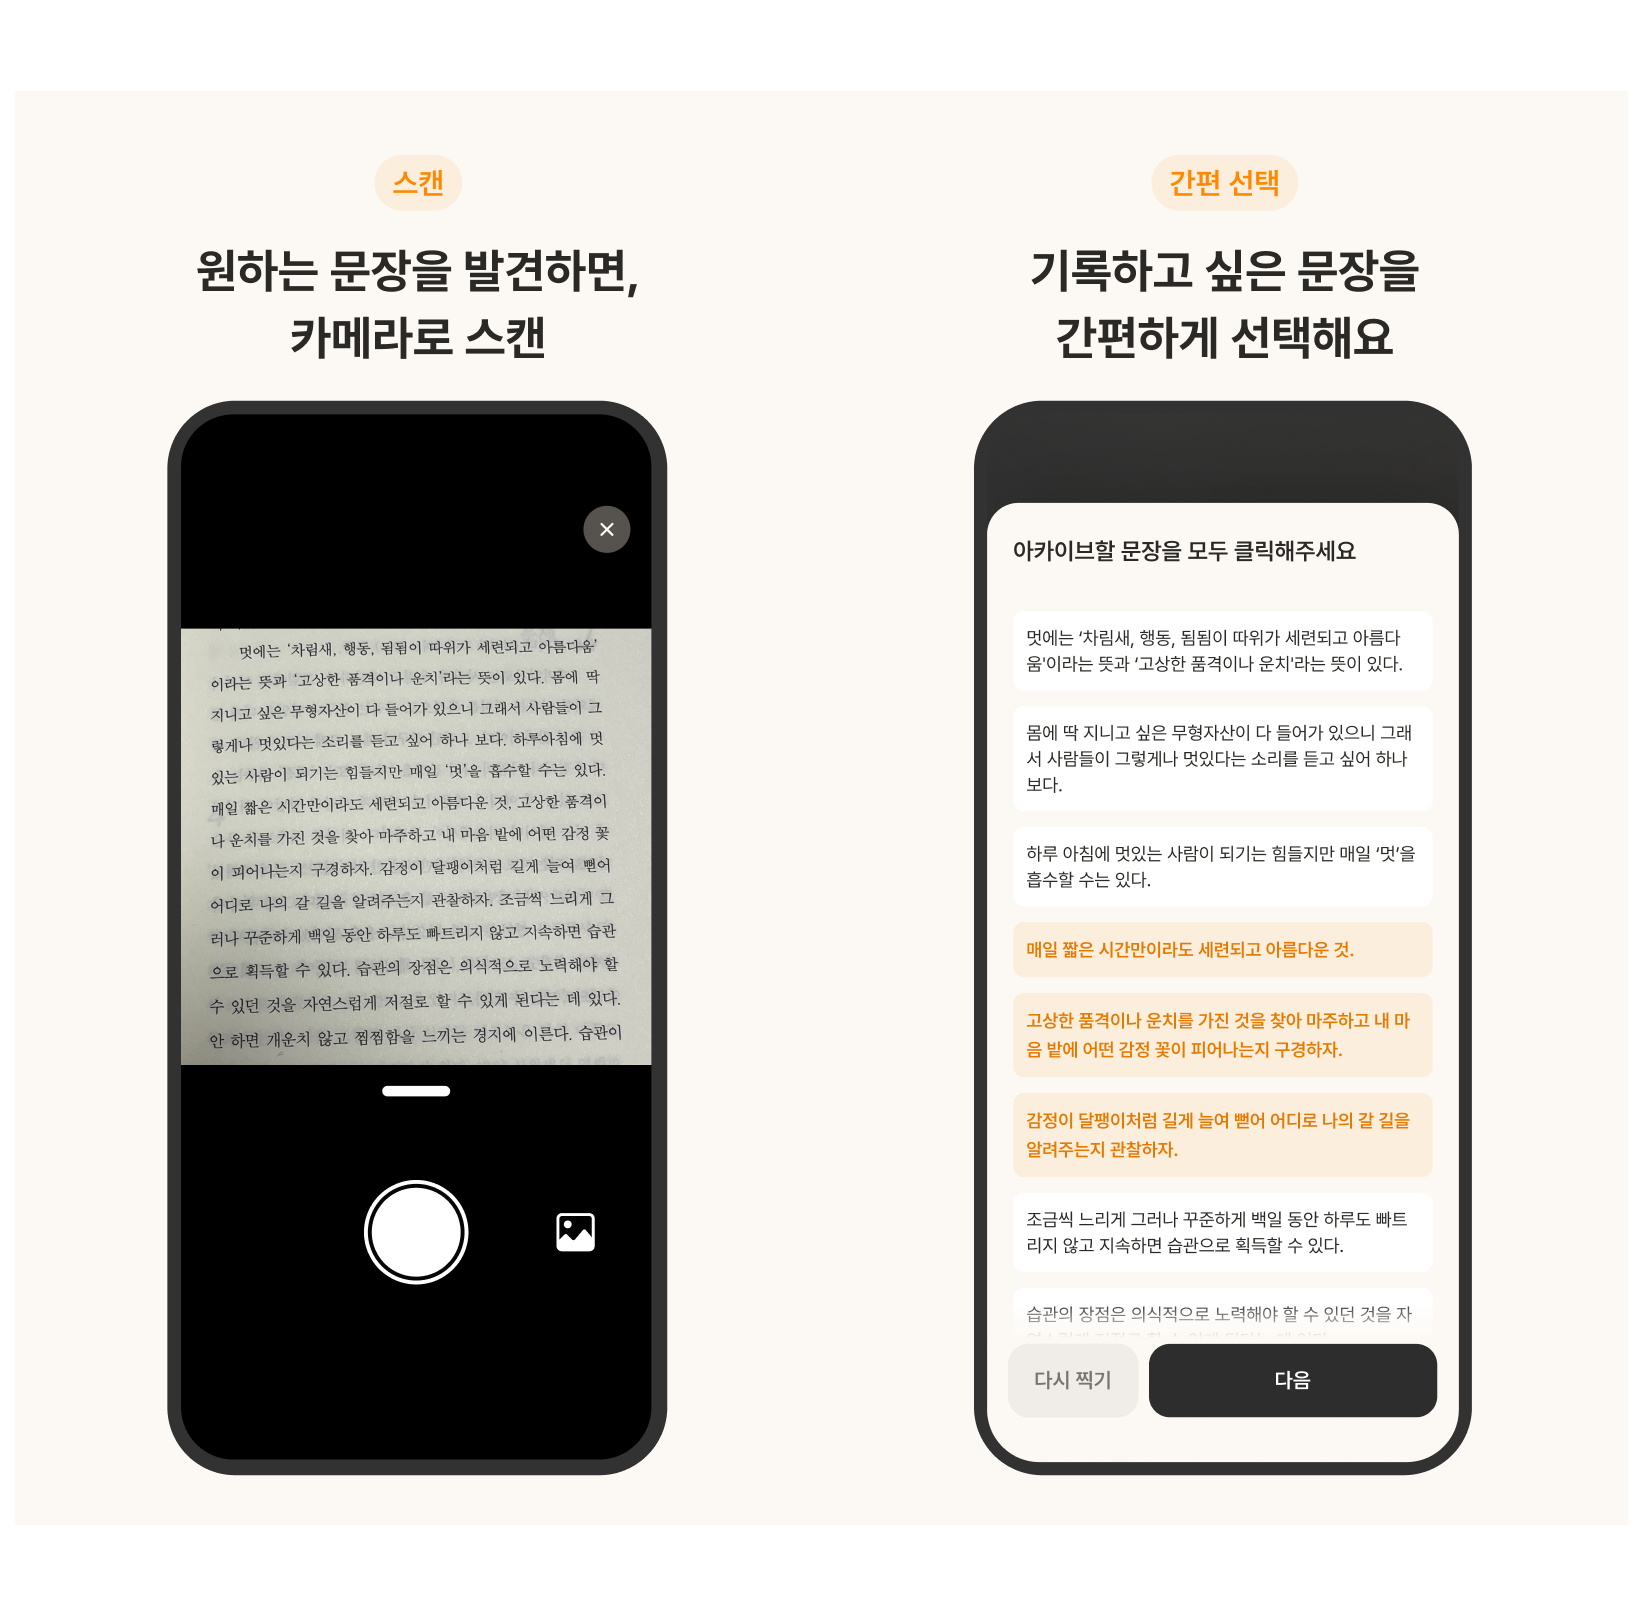 스캔
원하는 문장을 발견하면,
카메라로 스캔
멋에는 ‘차림새, 행동, 됨됨이 따위가 세련되고 아름다움’
이라는 뜻과 ‘고상한 품격이나 운치’라는 뜻이 있다. 몸에 딱
지니고 싶은 무형자산이 다 들어가 있으니 그래서 사람들이 그
렇게나 멋있다는 소리를 듣고 싶어 하나 보다. 하루아침에 멋
있는 사람이 되기는 힘들지만 매일 ‘멋’을 흡수할 수는 있다.
매일 짧은 시간만이라도 세련되고 아름다운 것, 고상한 품격이
나 운치를 가진 것을 찾아 마주하고 내 마음 밭에 어떤 감정 꽃
이 피어나는지 구경하자. 감정이 달팽이처럼 길게 늘여 뻗어
어디로 나의 갈 길을 알려주는지 관찰하자. 조금씩 느리게 그
러나 꾸준하게 백일 동안 하루도 빠트리지 않고 지속하면 습관
으로 획득할 수 있다. 습관의 장점은 의식적으로 노력해야 할
수 있던 것을 자연스럽게 저절로 할 수 있게 된다는 데 있다.
안 하면 개운치 않고 찜찜함을 느끼는 경지에 이른다. 습관이
간편 선택
기록하고 싶은 문장을
간편하게 선택해요
아카이브할 문장을 모두 클릭해주세요
멋에는 ‘차림새, 행동, 됨됨이 따위가 세련되고 아름다
움'이라는 뜻과 ‘고상한 품격이나 운치'라는 뜻이 있다.
몸에 딱 지니고 싶은 무형자산이 다 들어가 있으니 그래
서 사람들이 그렇게나 멋있다는 소리를 듣고 싶어 하나
보다.
하루 아침에 멋있는 사람이 되기는 힘들지만 매일 ‘멋’을
흡수할 수는 있다.
매일 짧은 시간만이라도 세련되고 아름다운 것.
고상한 품격이나 운치를 가진 것을 찾아 마주하고 내 마
음 밭에 어떤 감정 꽃이 피어나는지 구경하자.
감정이 달팽이처럼 길게 늘여 뻗어 어디로 나의 갈 길을
알려주는지 관찰하자.
조금씩 느리게 그러나 꾸준하게 백일 동안 하루도 빠트
리지 않고 지속하면 습관으로 획득할 수 있다.
습관의 장점은 의식적으로 노력해야 할 수 있던 것을 자
다시 찍기
다음